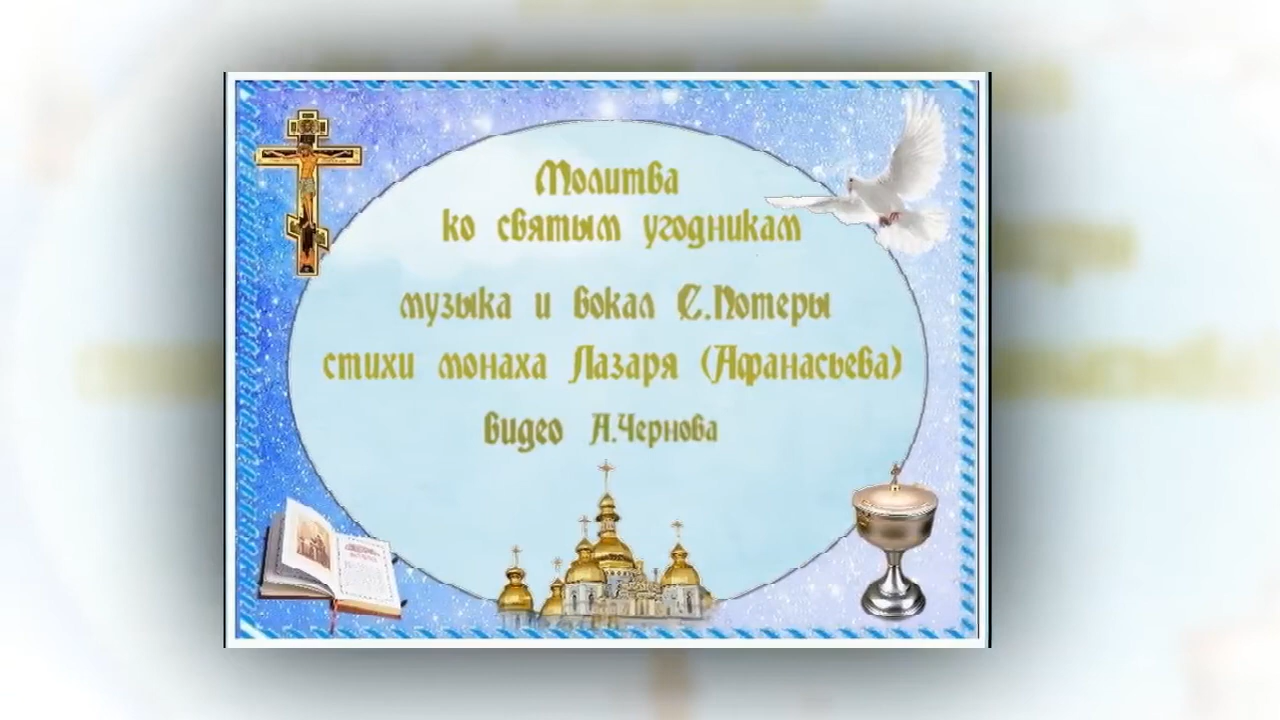 Молитва
ко святым угодникам
музыка и вокал С.Потеры
стихи монаха Лазаря (Афанасьева)
видео А.Чернова